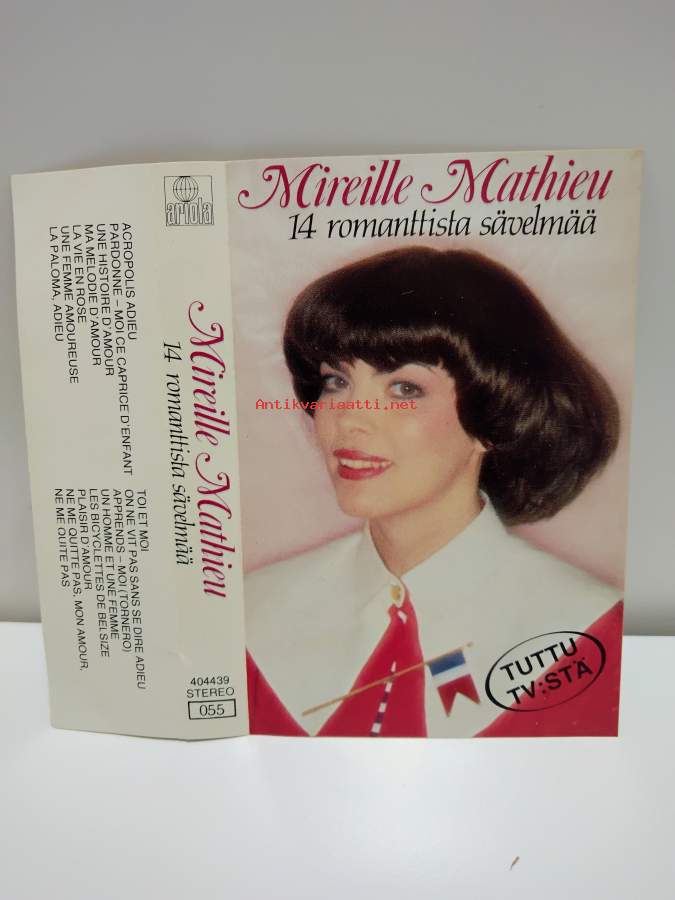 Mireille Mathieu
14 romanttista sävelmää
TUTTU
TV:STÄ
Antikvariaatti.net
ariola
Mireille Mathieu
14 romanttista sävelmää
404439
STEREO
055
ACROPOLIS ADIEU
PARDONNE – MOI CE CAPRICE D'ENFANT
UNE HISTOIRE D'AMOUR
MA MELODIE D'AMOUR
LA VIE EN ROSE
UNE FEMME AMOUREUSE
LA PALOMA, ADIEU
TOI ET MOI
ON NE VIT PAS SANS SE DIRE ADIEU
APPRENDS – MOI (TORNERO)
UN HOMME ET UNE FEMME
LES BICYCLETTES DE BELSIZE
PLAISIR D'AMOUR
NE ME QUITTE PAS, MON AMOUR,
NE ME QUITE PAS